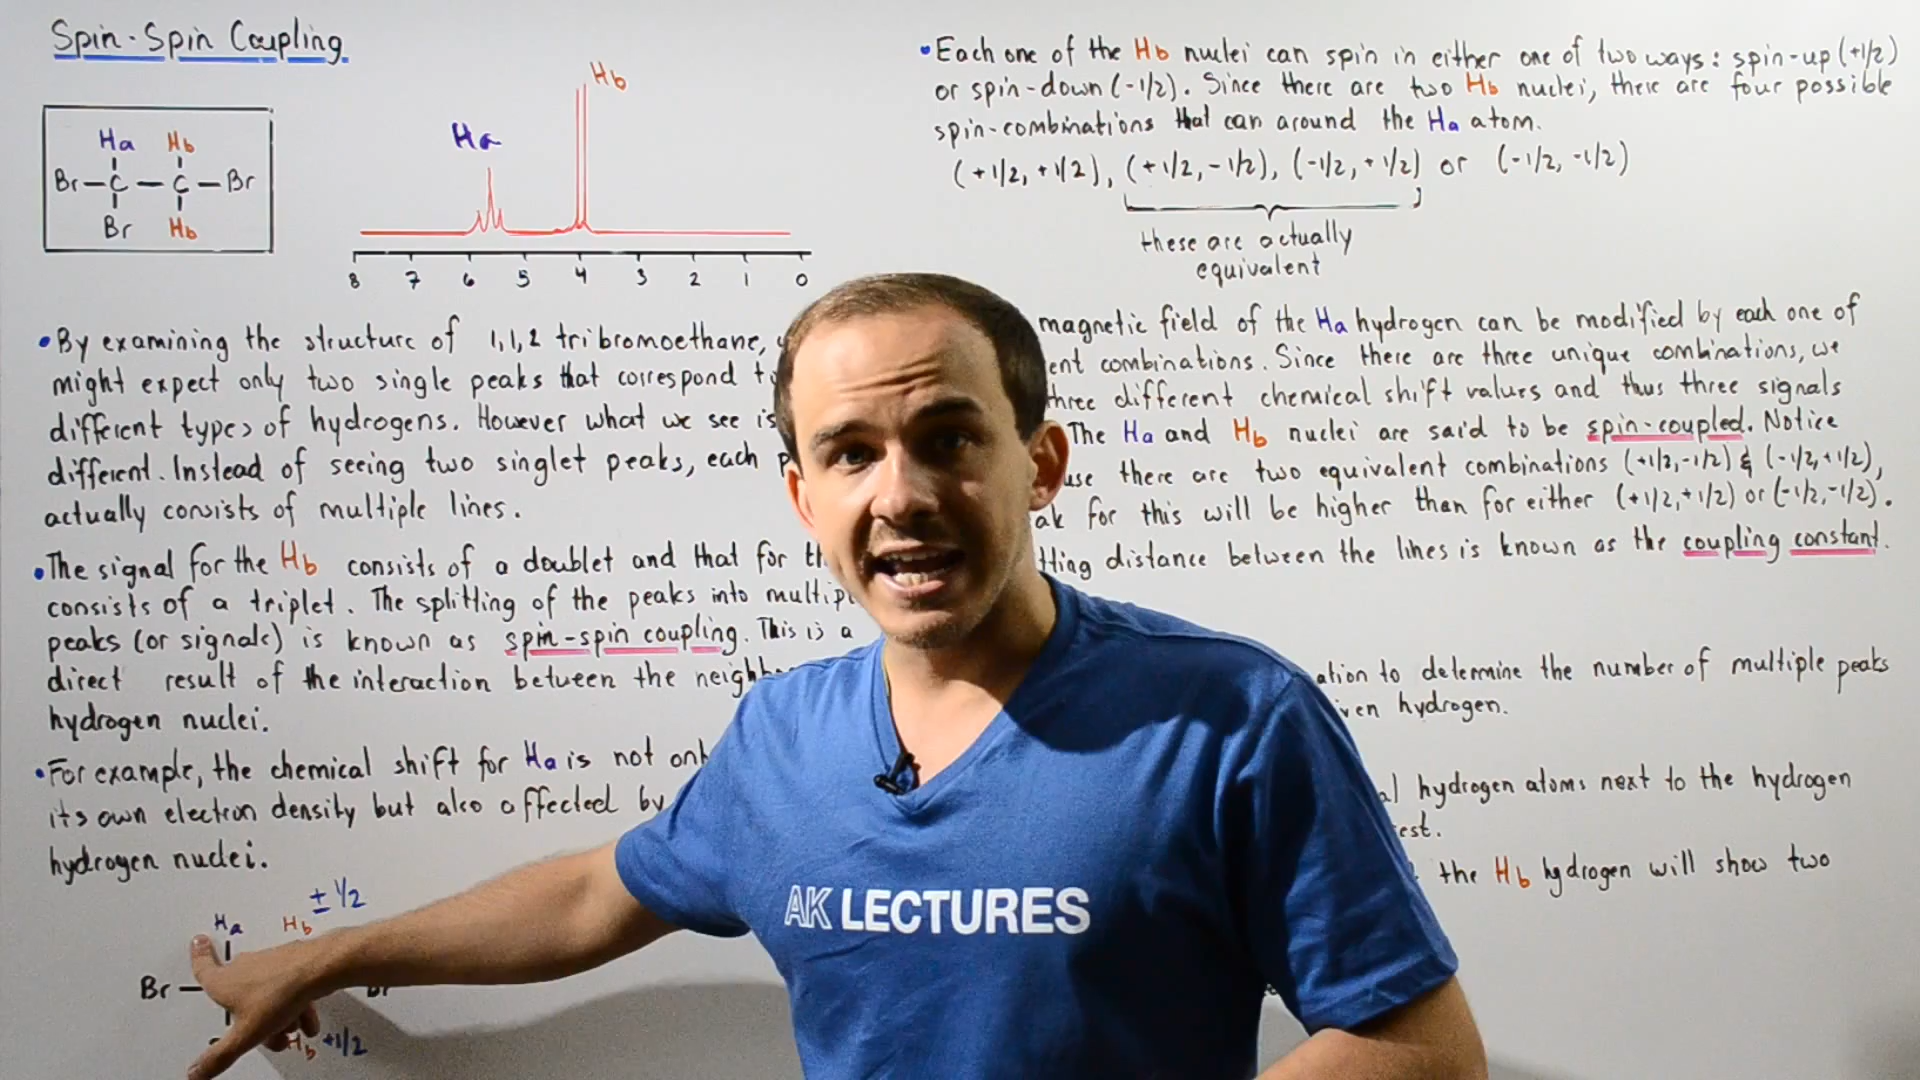 Spin-Spin Coupling
Ha Hb
Br-C-C-Br
Br Hb
Ha
Hb
8 7 6 5 4 3 2 1 0
• By examining the structure of 1,1,2 tribromoethane,
might expect only two single peaks that correspond
different types of hydrogens. However what we see is
different. Instead of seeing two singlet peaks, each
actually consists of multiple lines.
• The signal for the Hb consists of a doublet and that for
consists of a triplet. The splitting of the peaks into
peaks (or signals) is known as spin-spin coupling. This is a
direct result of the interaction between the
hydrogen nuclei.
• For example, the chemical shift for Ha is not
its own electron density but also affected by
hydrogen nuclei.
± 1/2
Ha Hb
Br
Br
Hb +1/2
• Each one of the Hb nuclei can spin in either one of two ways: spin-up (+1/2)
or spin-down (-1/2). Since there are two Hb nuclei, there are four possible
spin-combinations that can around the Ha atom.
(+1/2, +1/2), (+1/2, -1/2), (-1/2, +1/2) or (-1/2, -1/2)
these are actually
equivalent
magnetic field of the Ha hydrogen can be modified by each one of
combinations. Since there are three unique combinations, we
three different chemical shift values and thus three signals
The Ha and Hb nuclei are said to be spin-coupled. Notice
there are two equivalent combinations (+1/2,-1/2) & (-1/2,+1/2),
for this will be higher than for either (+1/2,+1/2) or (-1/2,-1/2).
distance between the lines is known as the coupling constant.
to determine the number of multiple peaks
hydrogen.
hydrogen atoms next to the hydrogen
the Hb hydrogen will show two
AK LECTURES